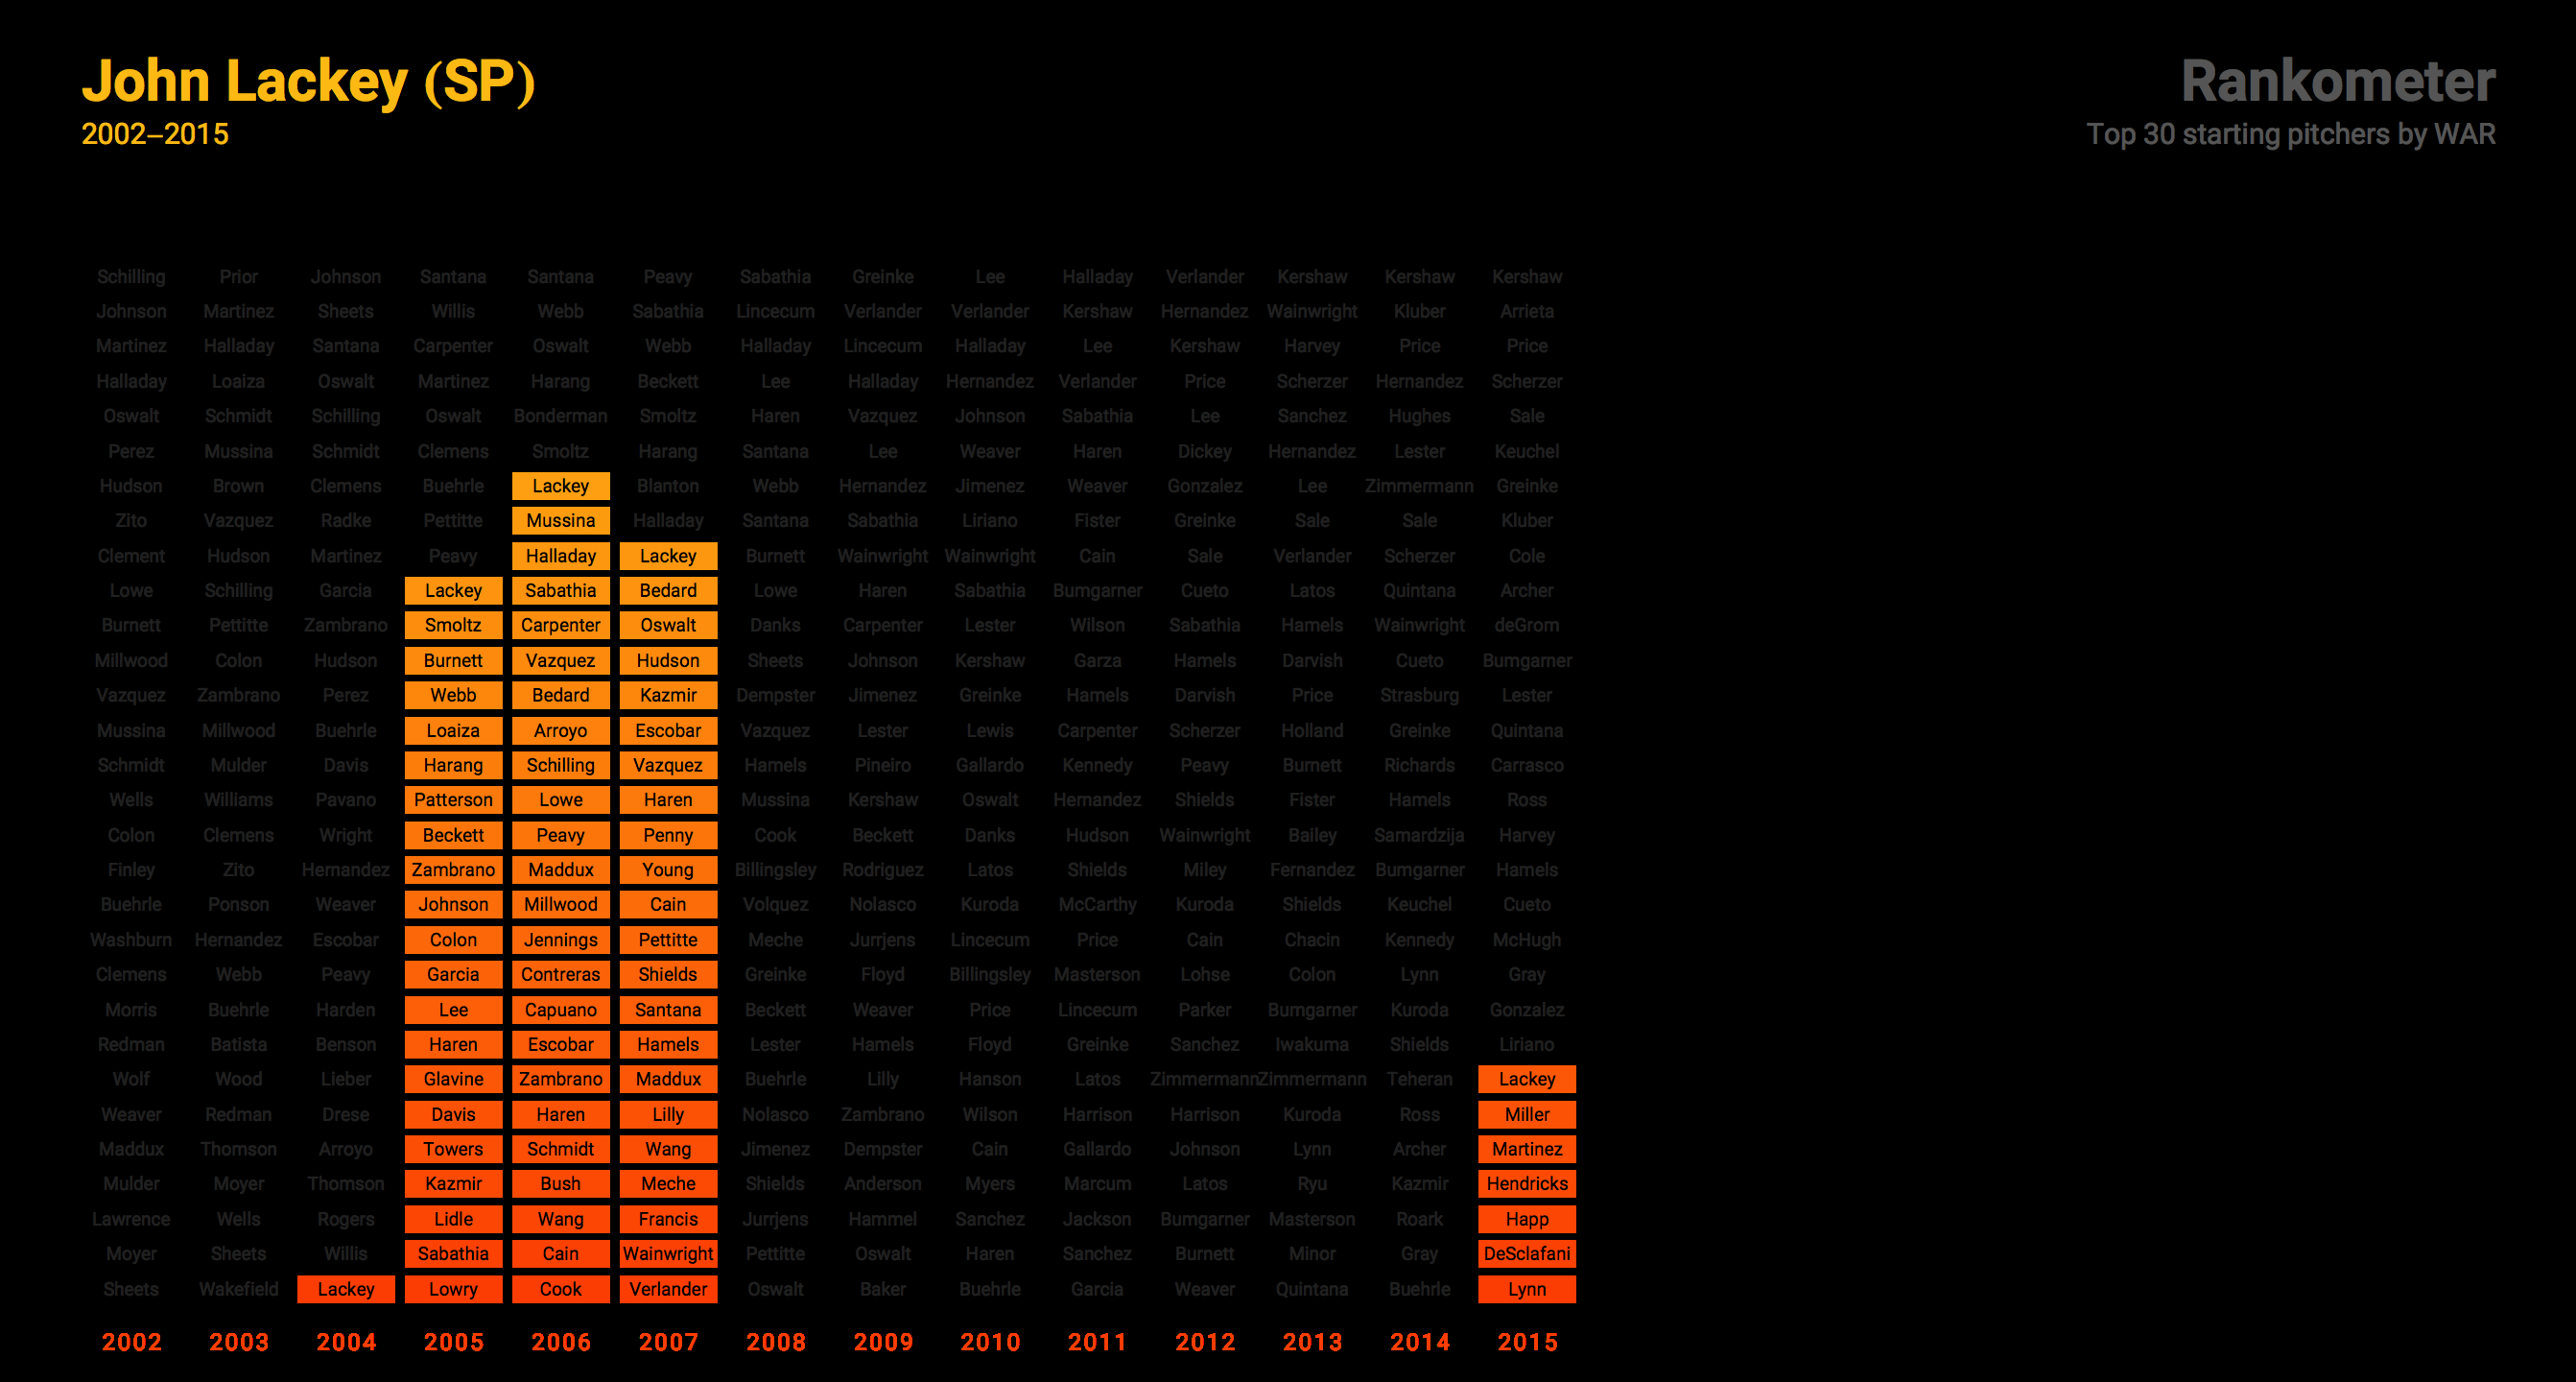 John Lackey (SP)
2002–2015
Rankometer
Top 30 starting pitchers by WAR
Schilling Prior Johnson Santana Santana Peavy Sabathia Greinke Lee Halladay Verlander Kershaw Kershaw Kershaw
Johnson Martinez Sheets Willis Webb Sabathia Lincecum Verlander Verlander Kershaw Hernandez Wainwright Kluber Arrieta
Martinez Halladay Santana Carpenter Oswalt Webb Halladay Lincecum Halladay Lee Kershaw Harvey Price Price
Halladay Loaiza Oswalt Martinez Harang Beckett Lee Halladay Hernandez Verlander Price Scherzer Hernandez Scherzer
Oswalt Schmidt Schilling Oswalt Bonderman Smoltz Haren Vazquez Johnson Sabathia Lee Sanchez Hughes Sale
Perez Mussina Schmidt Clemens Smoltz Harang Santana Lee Weaver Haren Dickey Hernandez Lester Keuchel
Hudson Brown Clemens Buehrle Lackey Blanton Webb Hernandez Jimenez Weaver Gonzalez Lee Zimmermann Greinke
Zito Vazquez Radke Pettitte Mussina Halladay Santana Sabathia Liriano Fister Greinke Sale Sale Kluber
Clement Hudson Martinez Peavy Halladay Lackey Burnett Wainwright Wainwright Cain Sale Verlander Scherzer Cole
Lowe Schilling Garcia Lackey Sabathia Bedard Lowe Haren Sabathia Bumgarner Cueto Latos Quintana Archer
Burnett Pettitte Zambrano Smoltz Carpenter Oswalt Danks Carpenter Lester Wilson Sabathia Hamels Wainwright deGrom
Millwood Colon Hudson Burnett Vazquez Hudson Sheets Johnson Kershaw Garza Hamels Darvish Cueto Bumgarner
Vazquez Zambrano Perez Webb Bedard Kazmir Dempster Jimenez Greinke Hamels Darvish Price Strasburg Lester
Mussina Millwood Buehrle Loaiza Arroyo Escobar Vazquez Lester Lewis Carpenter Scherzer Holland Greinke Quintana
Schmidt Mulder Davis Harang Schilling Vazquez Hamels Pineiro Gallardo Kennedy Peavy Burnett Richards Carrasco
Wells Williams Pavano Patterson Lowe Haren Mussina Kershaw Oswalt Hernandez Shields Fister Hamels Ross
Colon Clemens Wright Beckett Peavy Penny Cook Beckett Danks Hudson Wainwright Bailey Samardzija Harvey
Finley Zito Hernandez Zambrano Maddux Young Billingsley Rodriguez Latos Shields Miley Fernandez Bumgarner Hamels
Buehrle Ponson Weaver Johnson Millwood Cain Volquez Nolasco Kuroda McCarthy Kuroda Shields Keuchel Cueto
Washburn Hernandez Escobar Colon Jennings Pettitte Meche Jurrjens Lincecum Price Cain Chacin Kennedy McHugh
Clemens Webb Peavy Garcia Contreras Shields Greinke Floyd Billingsley Masterson Lohse Colon Lynn Gray
Morris Buehrle Harden Lee Capuano Santana Beckett Weaver Price Lincecum Parker Bumgarner Kuroda Gonzalez
Redman Batista Benson Haren Escobar Hamels Lester Hamels Floyd Greinke Sanchez Iwakuma Shields Liriano
Wolf Wood Lieber Glavine Zambrano Maddux Buehrle Lilly Hanson Latos Zimmermann Zimmermann Teheran Lackey
Weaver Redman Drese Davis Haren Lilly Nolasco Zambrano Wilson Harrison Harrison Kuroda Ross Miller
Maddux Thomson Arroyo Towers Schmidt Wang Jimenez Dempster Cain Gallardo Johnson Lynn Archer Martinez
Mulder Moyer Thomson Kazmir Bush Meche Shields Anderson Myers Marcum Latos Ryu Kazmir Hendricks
Lawrence Wells Rogers Lidle Wang Francis Jurrjens Hammel Sanchez Jackson Bumgarner Masterson Roark Happ
Moyer Sheets Willis Sabathia Cain Wainwright Pettitte Oswalt Haren Sanchez Burnett Minor Gray DeSclafani
Sheets Wakefield Lackey Lowry Cook Verlander Oswalt Baker Buehrle Garcia Weaver Quintana Buehrle Lynn
2002 2003 2004 2005 2006 2007 2008 2009 2010 2011 2012 2013 2014 2015